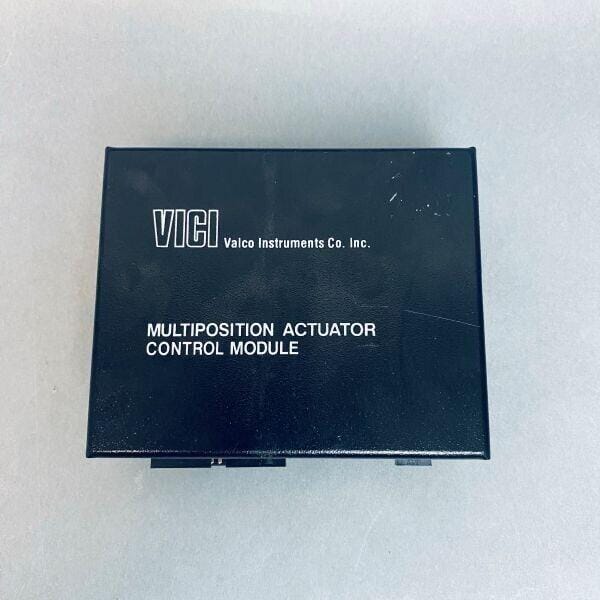 VICI Valco Instruments Co. Inc.
MULTIPOSITION ACTUATOR
CONTROL MODULE